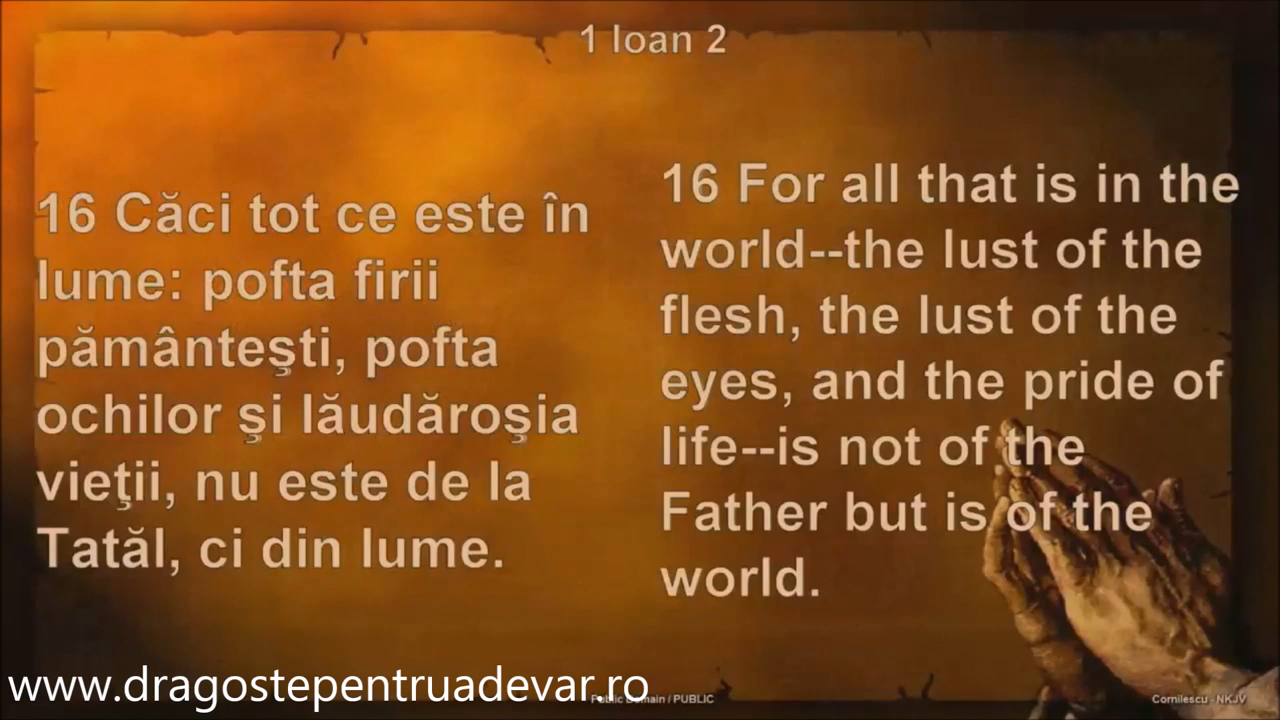 1 Ioan 2
16 Căci tot ce este în
lume: pofta firii
pământeşti, pofta
ochilor şi lăudăroşia
vieţii, nu este de la
Tatăl, ci din lume.
16 For all that is in the
world--the lust of the
flesh, the lust of the
eyes, and the pride of
life--is not of the
Father but is of the
world.
www.dragostepentruadevar.ro
Public Domain / PUBLIC
Cornilescu - NKJV